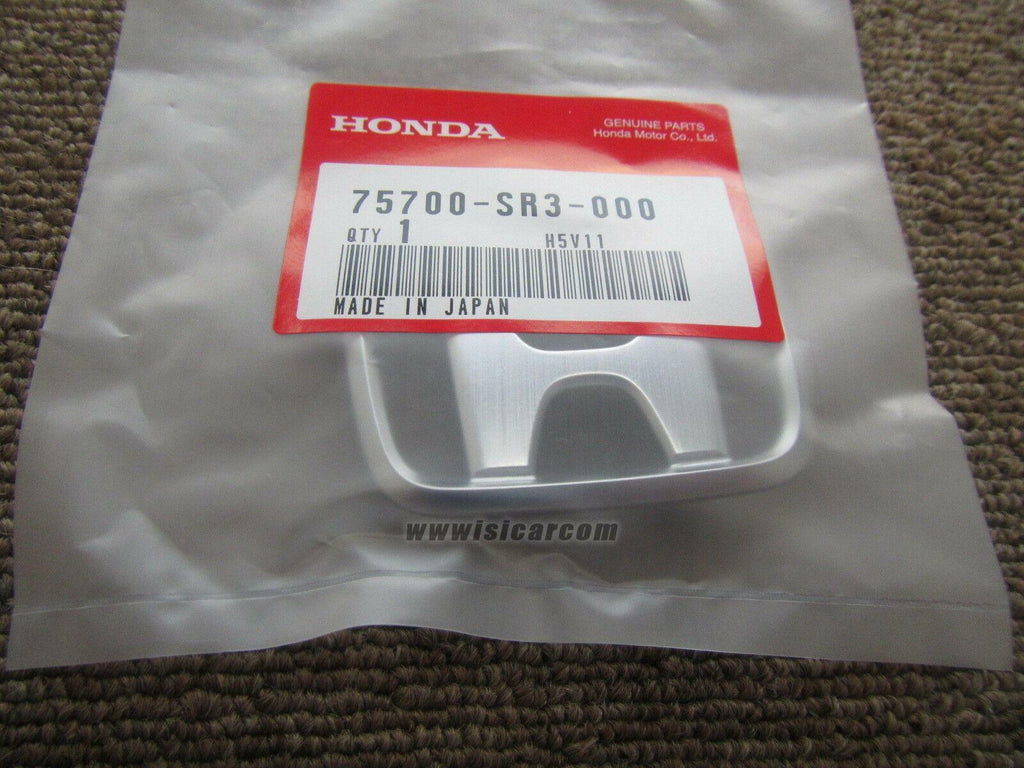 HONDA
GENUINE PARTS
Honda Motor Co., Ltd.
75700-SR3-000
QTY 1 H5V11
MADE IN JAPAN
wwwisicarcom